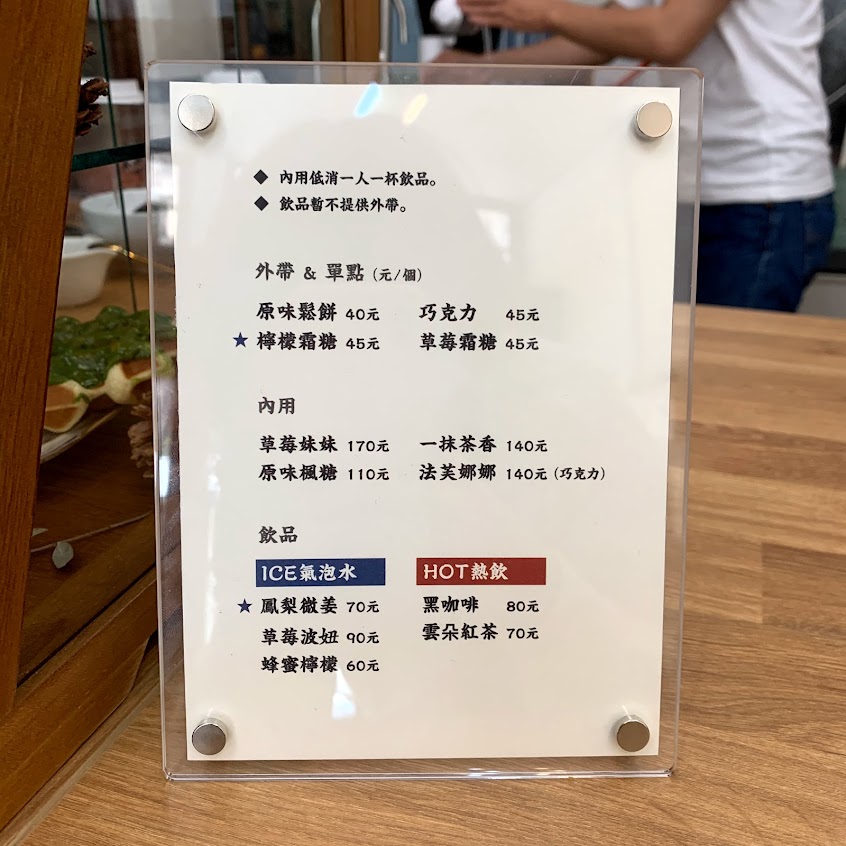 ◆ 內用低消一人一杯飲品。
◆ 飲品暫不提供外帶。
外帶 & 單點 (元/個)
原味鬆餅 40元 巧克力 45元
★ 檸檬霜糖 45元 草莓霜糖 45元
內用
草莓妹妹 170元 一抹茶香 140元
原味楓糖 110元 法芙娜娜 140元 (巧克力)
飲品
ICE氣泡水 HOT熱飲
★ 鳳梨微姜 70元 黑咖啡 80元
草莓波妞 90元 雲朵紅茶 70元
蜂蜜檸檬 60元